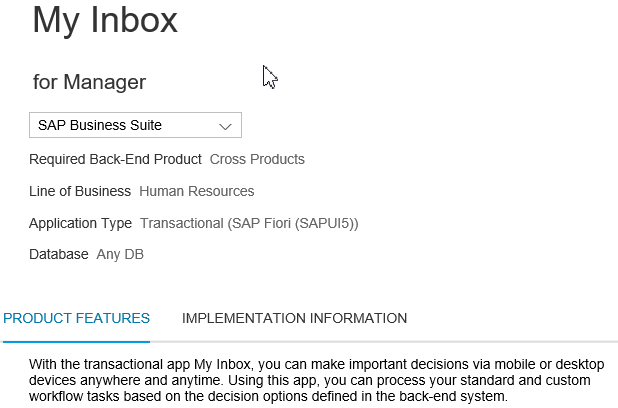 My Inbox
for Manager
SAP Business Suite
Required Back-End Product Cross Products
Line of Business Human Resources
Application Type Transactional (SAP Fiori (SAPUI5))
Database Any DB
PRODUCT FEATURES IMPLEMENTATION INFORMATION
With the transactional app My Inbox, you can make important decisions via mobile or desktop
devices anywhere and anytime. Using this app, you can process your standard and custom
workflow tasks based on the decision options defined in the back-end system.